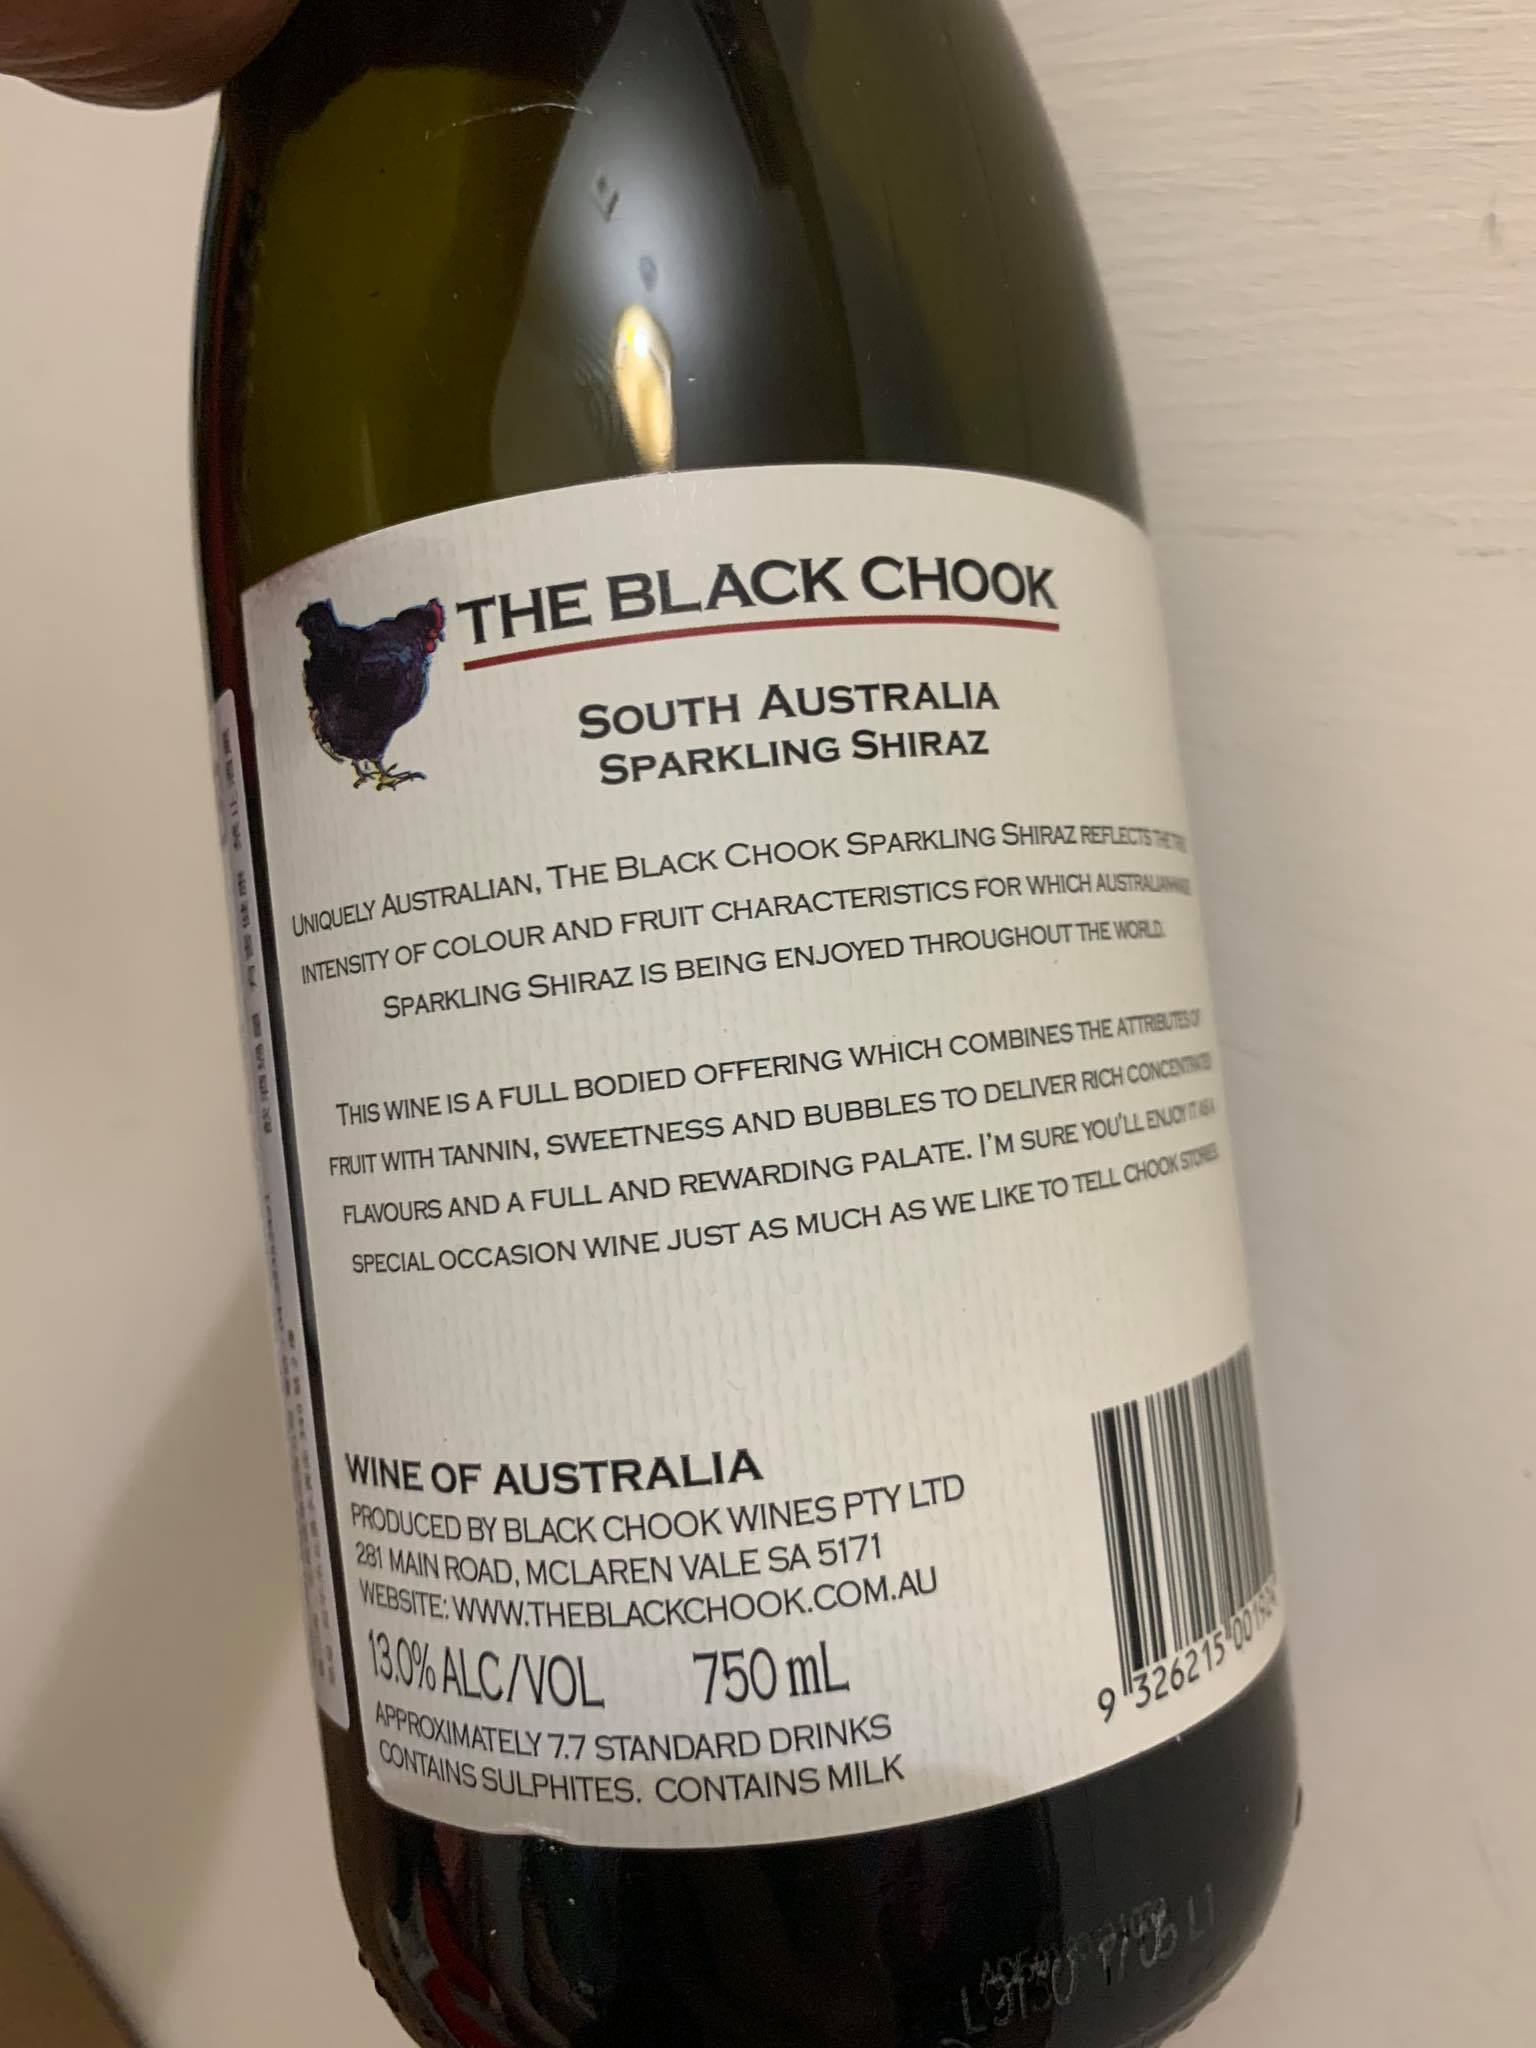 THE BLACK CHOOK
SOUTH AUSTRALIA
SPARKLING SHIRAZ
UNIQUELY AUSTRALIAN, THE BLACK CHOOK SPARKLING SHIRAZ REFLECTS THE
INTENSITY OF COLOUR AND FRUIT CHARACTERISTICS FOR WHICH AUSTRALIAN
SPARKLING SHIRAZ IS BEING ENJOYED THROUGHOUT THE WORLD.
THIS WINE IS A FULL BODIED OFFERING WHICH COMBINES THE ATTRIBUTES OF
FRUIT WITH TANNIN, SWEETNESS AND BUBBLES TO DELIVER RICH CONCENTRATED
FLAVOURS AND A FULL AND REWARDING PALATE. I'M SURE YOU'LL ENJOY IT AS A
SPECIAL OCCASION WINE JUST AS MUCH AS WE LIKE TO TELL CHOOK STORIES.
WINE OF AUSTRALIA
PRODUCED BY BLACK CHOOK WINES PTY LTD
281 MAIN ROAD, MCLAREN VALE SA 5171
WEBSITE: WWW.THEBLACKCHOOK.COM.AU
13.0% ALC/VOL 750 mL
APPROXIMATELY 7.7 STANDARD DRINKS
CONTAINS SULPHITES. CONTAINS MILK
9 326215